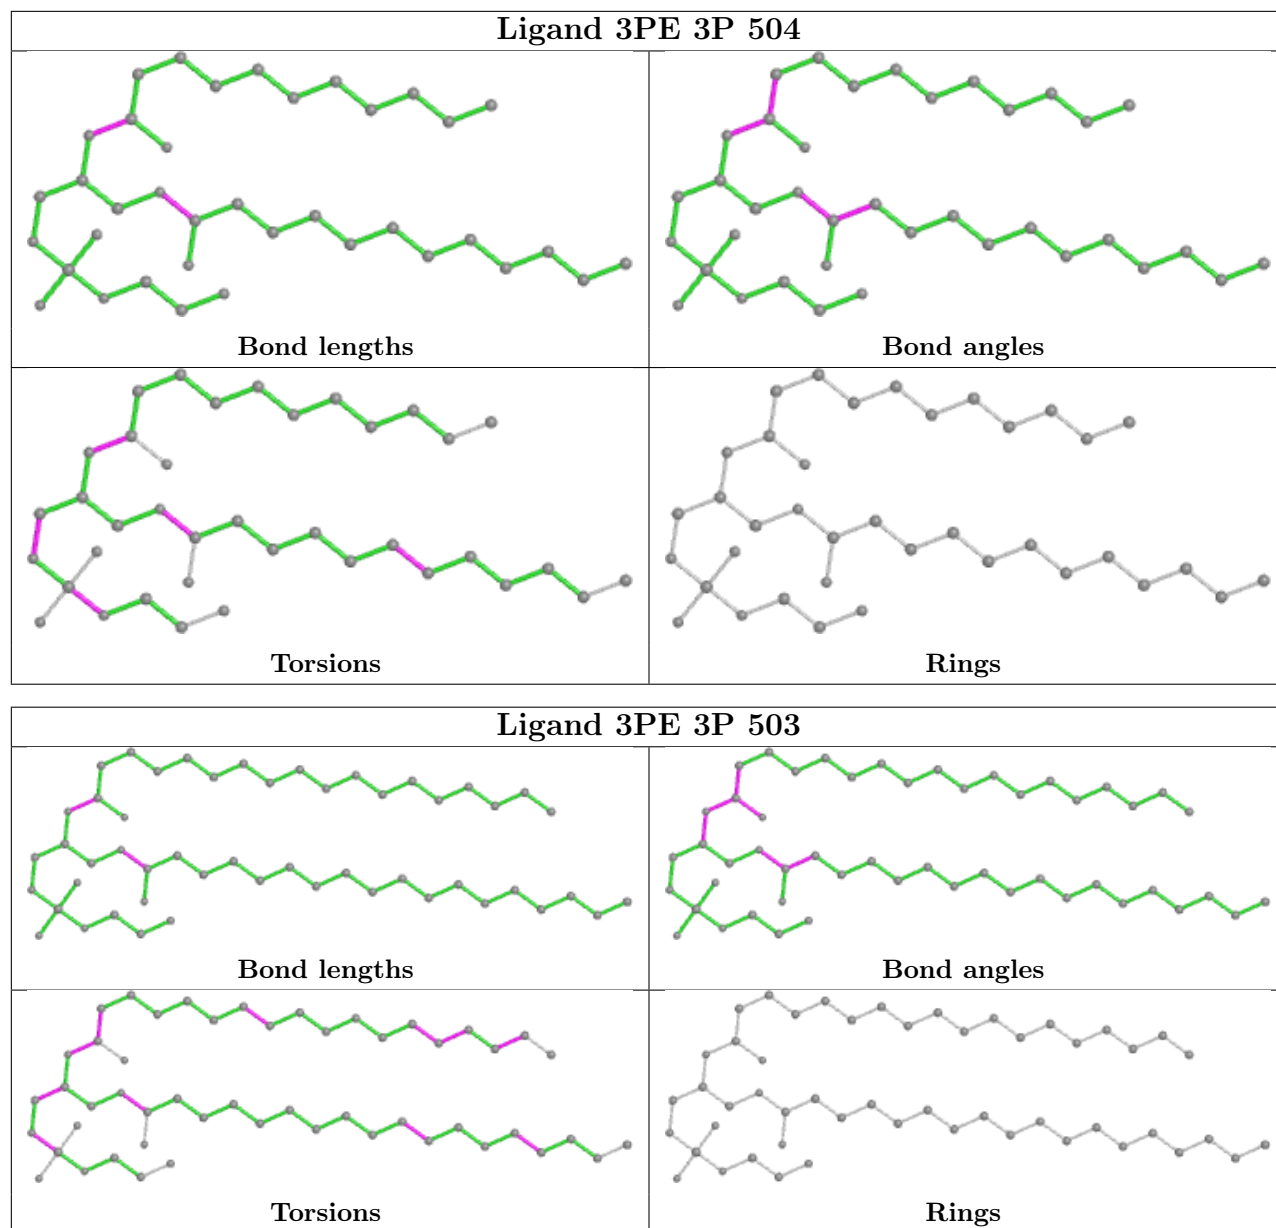 Ligand 3PE 3P 504
Bond lengths
Bond angles
Torsions
Rings
Ligand 3PE 3P 503
Bond lengths
Bond angles
Torsions
Rings